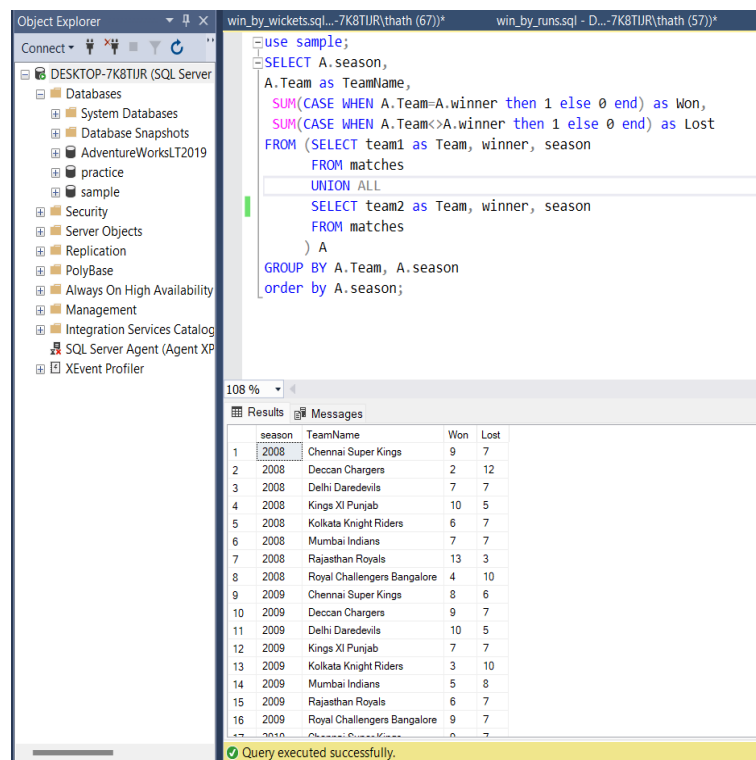 Object Explorer
Connect
DESKTOP-7K8TIJR (SQL Server
Databases
System Databases
Database Snapshots
AdventureWorksLT2019
practice
sample
Security
Server Objects
Replication
PolyBase
Always On High Availability
Management
Integration Services Catalog
SQL Server Agent (Agent XP
XEvent Profiler
win_by_wickets.sql...-7K8TIJR\thath (67))* win_by_runs.sql - D...-7K8TIJR\thath (57))*
use sample;
SELECT A.season,
A.Team as TeamName,
SUM(CASE WHEN A.Team=A.winner then 1 else 0 end) as Won,
SUM(CASE WHEN A.Team<>A.winner then 1 else 0 end) as Lost
FROM (SELECT team1 as Team, winner, season
FROM matches
UNION ALL
SELECT team2 as Team, winner, season
FROM matches
) A
GROUP BY A.Team, A.season
order by A.season;
108 %
Results Messages
season TeamName Won Lost
1 2008 Chennai Super Kings 9 7
2 2008 Deccan Chargers 2 12
3 2008 Delhi Daredevils 7 7
4 2008 Kings XI Punjab 10 5
5 2008 Kolkata Knight Riders 6 7
6 2008 Mumbai Indians 7 7
7 2008 Rajasthan Royals 13 3
8 2008 Royal Challengers Bangalore 4 10
9 2009 Chennai Super Kings 8 6
10 2009 Deccan Chargers 9 7
11 2009 Delhi Daredevils 10 5
12 2009 Kings XI Punjab 7 7
13 2009 Kolkata Knight Riders 3 10
14 2009 Mumbai Indians 5 8
15 2009 Rajasthan Royals 6 7
16 2009 Royal Challengers Bangalore 9 7
17 2010 Chennai Super Kings 9 7
Query executed successfully.